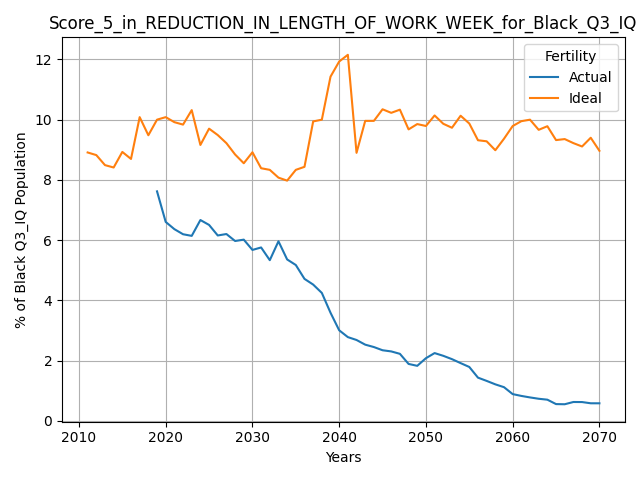 Score_5_in_REDUCTION_IN_LENGTH_OF_WORK_WEEK_for_Black_Q3_IQ
Fertility
Actual
Ideal
% of Black Q3_IQ Population
12
10
8
6
4
2
0
2010 2020 2030 2040 2050 2060 2070
Years